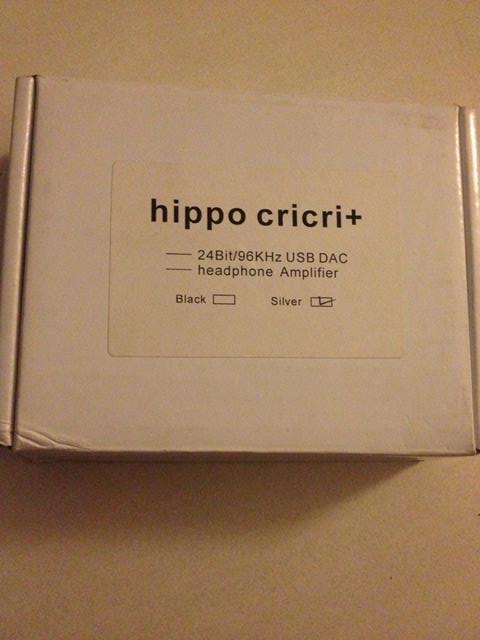 hippo cricri+
24Bit/96KHz USB DAC
headphone Amplifier
Black Silver